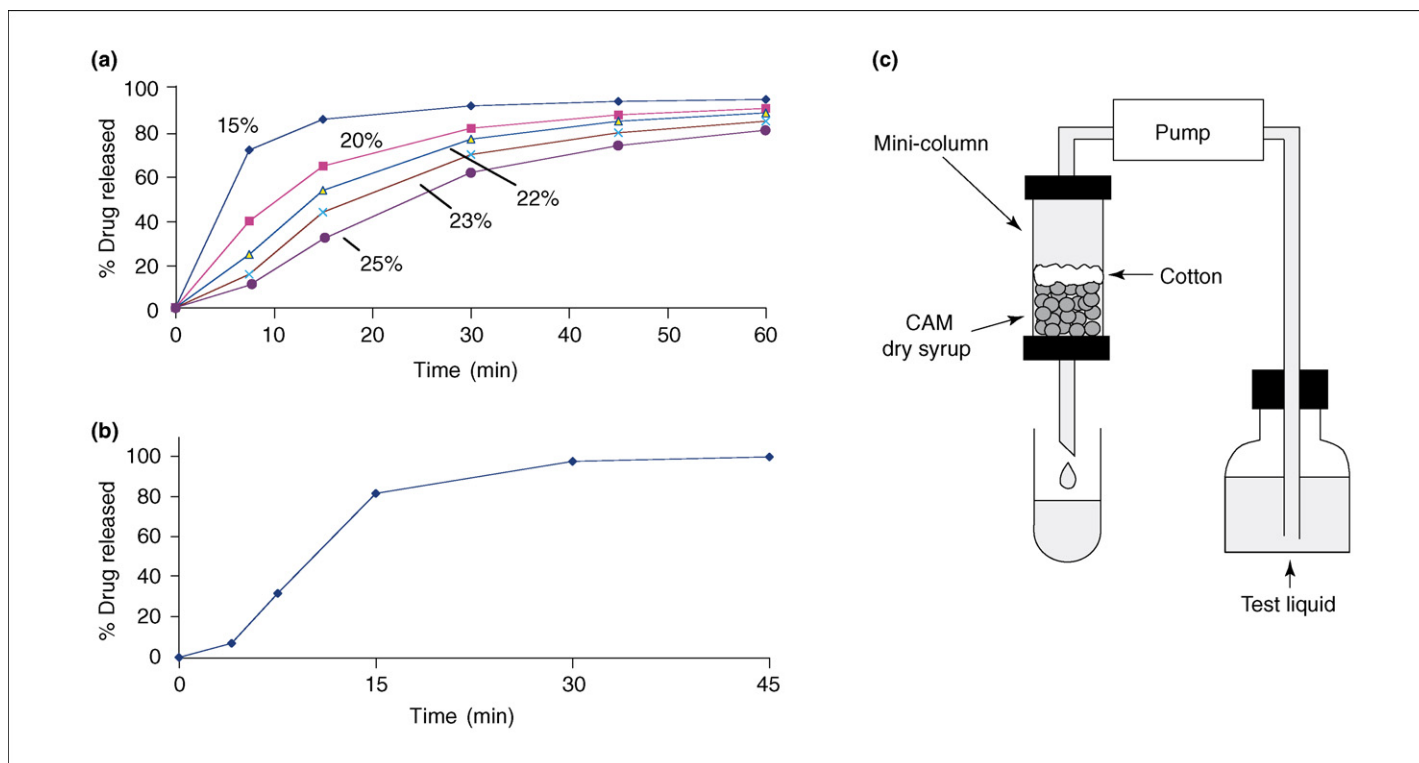 (a)
% Drug released
100
80
60
40
20
0
15%
20%
22%
23%
25%
0 10 20 30 40 50 60
Time (min)
(b)
% Drug released
100
80
60
40
20
0
0 15 30 45
Time (min)
(c)
Pump
Mini-column
Cotton
CAM
dry syrup
Test liquid